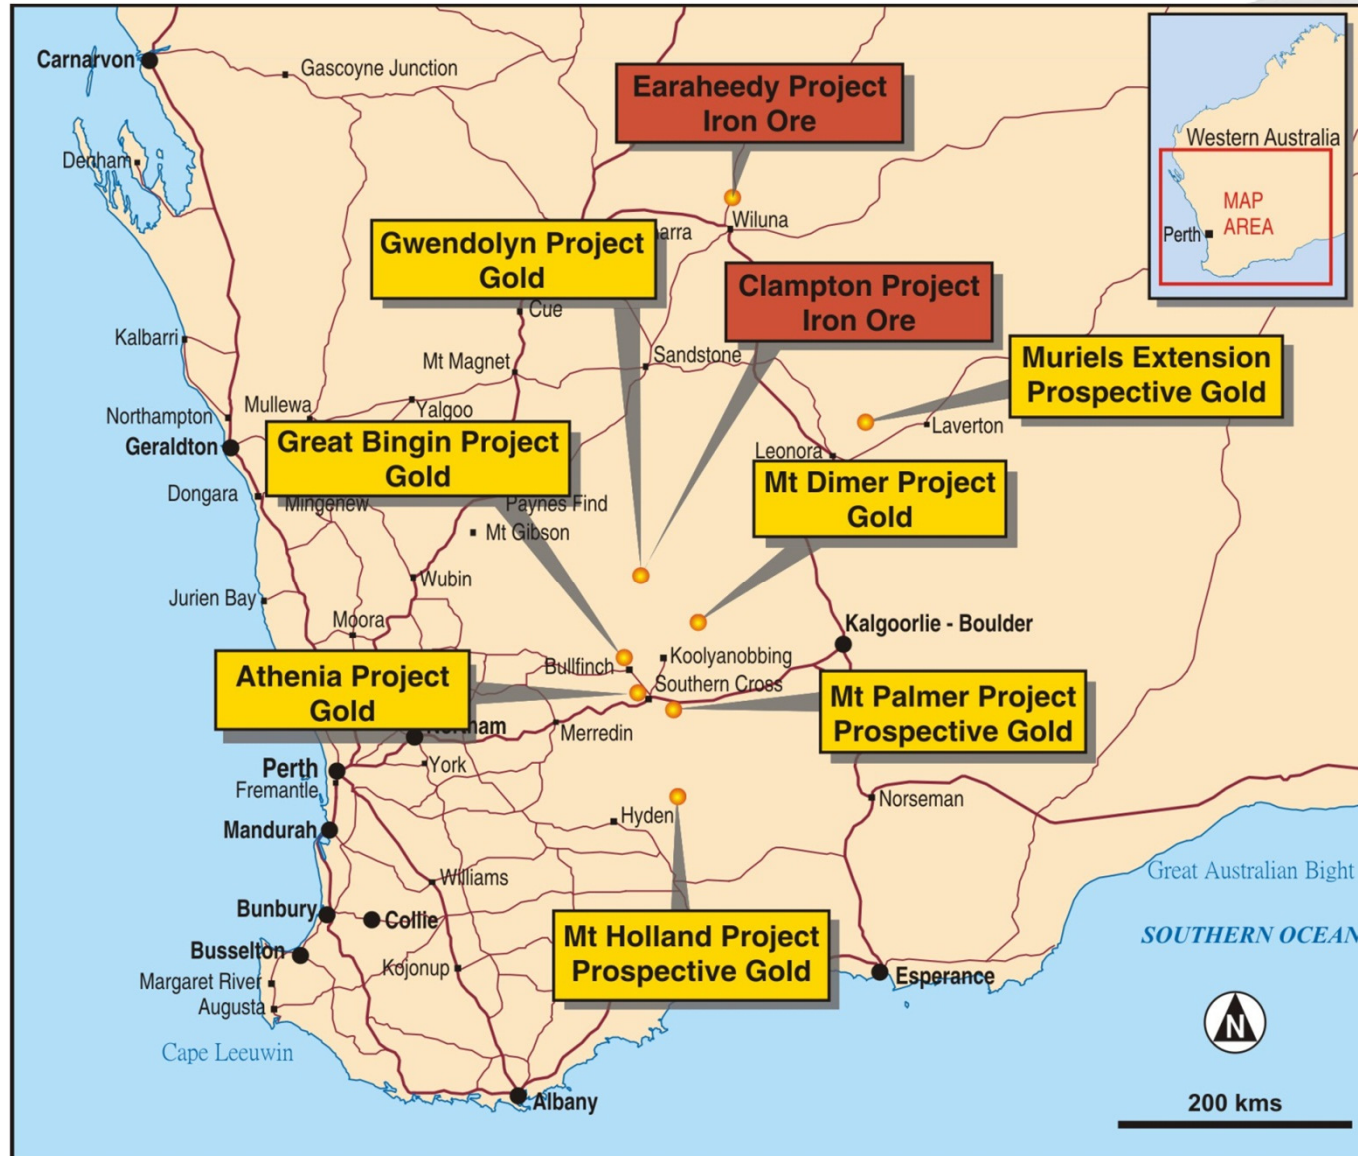 Carnarvon
Gascoyne Junction
Earaheedy Project
Iron Ore
Western Australia
MAP
AREA
Perth
Denham
Wiluna
Gwendolyn Project
Gold
Clampton Project
Iron Ore
Cue
Kalbarri
Mt Magnet
Sandstone
Muriels Extension
Prospective Gold
Northampton
Mullewa
Yalgoo
Laverton
Geraldton
Great Bingin Project
Gold
Leonora
Mt Dimer Project
Gold
Dongara
Mingenew
Paynes Find
Mt Gibson
Wubin
Jurien Bay
Moora
Kalgoorlie - Boulder
Bullfinch
Koolyanobbing
Southern Cross
Athenia Project
Gold
Mt Palmer Project
Prospective Gold
Merredin
York
Perth
Fremantle
Norseman
Hyden
Mandurah
Williams
Great Australian Bight
Bunbury
Collie
Mt Holland Project
Prospective Gold
SOUTHERN OCEAN
Busselton
Kojonup
Esperance
Margaret River
Augusta
N
Cape Leeuwin
Albany
200 kms